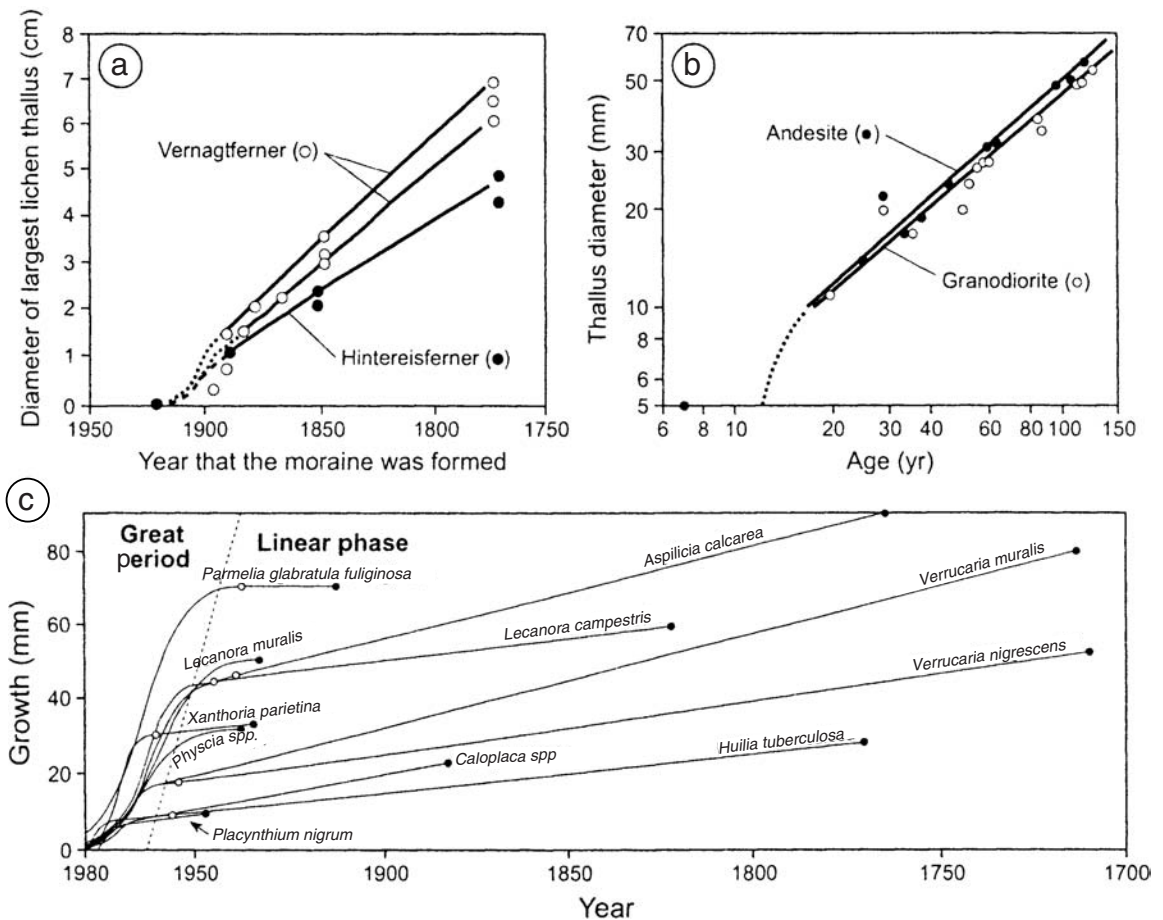 a
Diameter of largest lichen thallus (cm)
8
7
6
5
4
3
2
1
0
Vernagtferner (○)
Hintereisferner (●)
1950 1900 1850 1800 1750
Year that the moraine was formed
b
Thallus diameter (mm)
70
50
30
20
10
8
6
5
Andesite (●)
Granodiorite (○)
6 8 10 20 30 40 60 80 100 150
Age (yr)
c
Growth (mm)
80
60
40
20
0
Great
period
Linear phase
Parmelia glabratula fuliginosa
Aspilicia calcarea
Verrucaria muralis
Lecanora muralis
Lecanora campestris
Verrucaria nigrescens
Xanthoria parietina
Physcia spp.
Huilia tuberculosa
Caloplaca spp
Placynthium nigrum
1980 1950 1900 1850 1800 1750 1700
Year